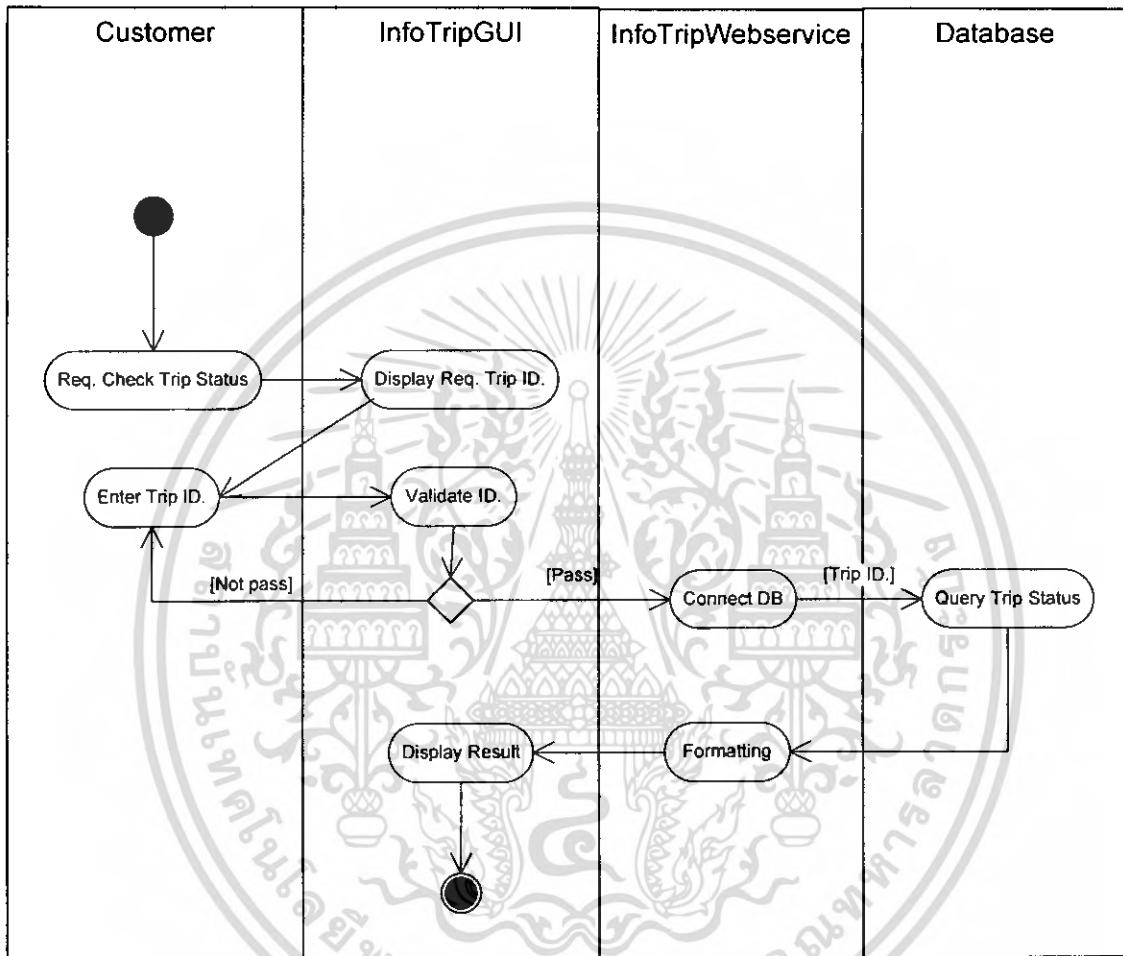 Customer
InfoTripGUI
InfoTripWebservice
Database
Req. Check Trip Status
Display Req. Trip ID.
Enter Trip ID.
Validate ID.
[Not pass]
[Pass]
Connect DB
[Trip ID.]
Query Trip Status
Display Result
Formatting